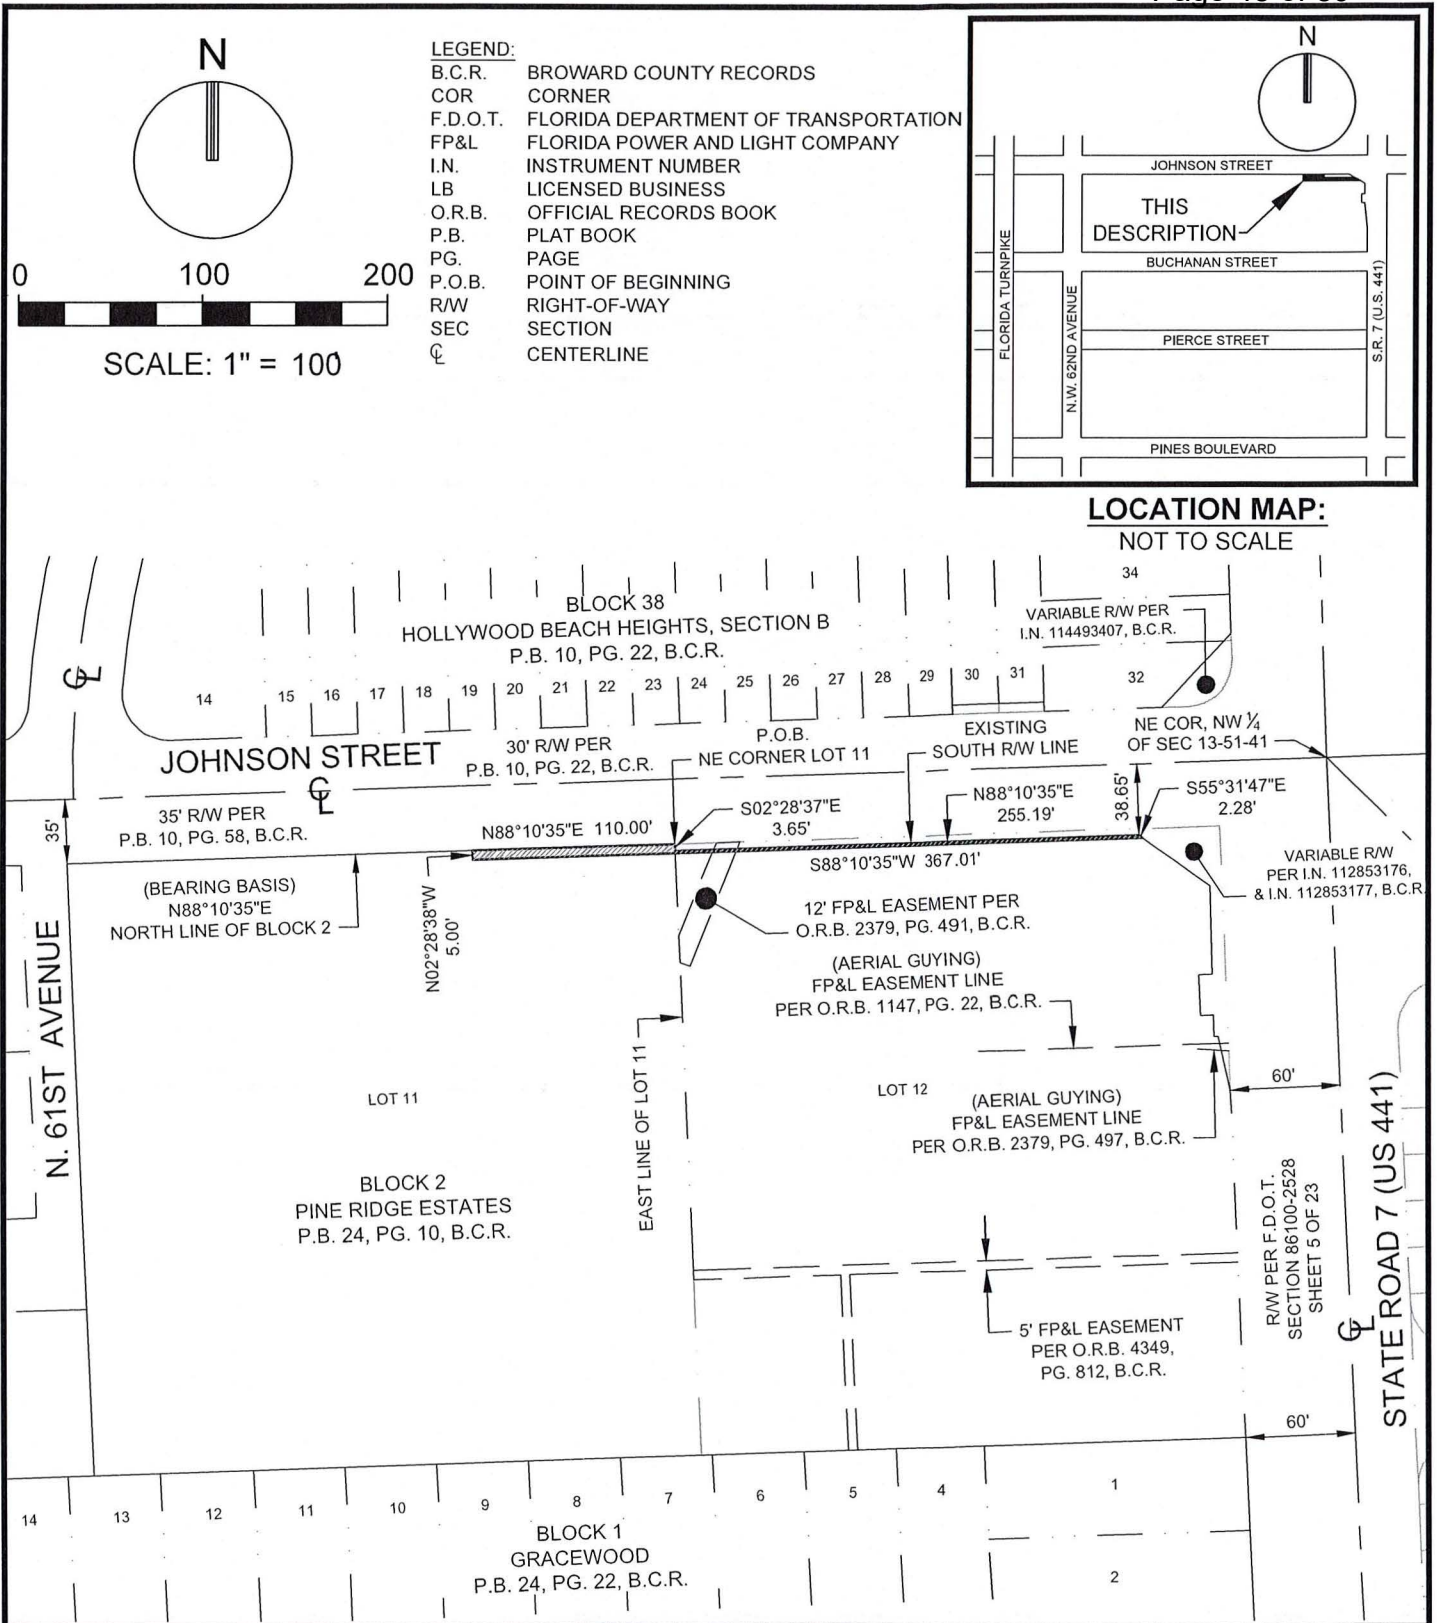 N
0 100 200
SCALE: 1" = 100'
LEGEND:
B.C.R. BROWARD COUNTY RECORDS
COR CORNER
F.D.O.T. FLORIDA DEPARTMENT OF TRANSPORTATION
FP&L FLORIDA POWER AND LIGHT COMPANY
I.N. INSTRUMENT NUMBER
LB LICENSED BUSINESS
O.R.B. OFFICIAL RECORDS BOOK
P.B. PLAT BOOK
PG. PAGE
P.O.B. POINT OF BEGINNING
R/W RIGHT-OF-WAY
SEC SECTION
℄ CENTERLINE
N
JOHNSON STREET
THIS
DESCRIPTION
BUCHANAN STREET
PIERCE STREET
PINES BOULEVARD
FLORIDA TURNPIKE
N.W. 62ND AVENUE
S.R. 7 (U.S. 441)
LOCATION MAP:
NOT TO SCALE
BLOCK 38
HOLLYWOOD BEACH HEIGHTS, SECTION B
P.B. 10, PG. 22, B.C.R.
34
VARIABLE R/W PER
I.N. 114493407, B.C.R.
℄
14 15 16 17 18 19 20 21 22 23 24 25 26 27 28 29 30 31 32
JOHNSON STREET
℄
30' R/W PER
P.B. 10, PG. 22, B.C.R.
P.O.B.
NE CORNER LOT 11
EXISTING
SOUTH R/W LINE
NE COR, NW ¼
OF SEC 13-51-41
35'
35' R/W PER
P.B. 10, PG. 58, B.C.R.
N88°10'35"E 110.00'
S02°28'37"E
3.65'
N88°10'35"E
255.19'
38.65'
S55°31'47"E
2.28'
S88°10'35"W 367.01'
VARIABLE R/W
PER I.N. 112853176,
& I.N. 112853177, B.C.R.
(BEARING BASIS)
N88°10'35"E
NORTH LINE OF BLOCK 2
N02°28'38"W
5.00'
12' FP&L EASEMENT PER
O.R.B. 2379, PG. 491, B.C.R.
(AERIAL GUYING)
FP&L EASEMENT LINE
PER O.R.B. 1147, PG. 22, B.C.R.
N. 61ST AVENUE
EAST LINE OF LOT 11
LOT 11
LOT 12
(AERIAL GUYING)
FP&L EASEMENT LINE
PER O.R.B. 2379, PG. 497, B.C.R.
60'
BLOCK 2
PINE RIDGE ESTATES
P.B. 24, PG. 10, B.C.R.
R/W PER F.D.O.T.
SECTION 86100-2528
SHEET 5 OF 23
℄
STATE ROAD 7 (US 441)
5' FP&L EASEMENT
PER O.R.B. 4349,
PG. 812, B.C.R.
60'
14 13 12 11 10 9 8 7 6 5 4 1
BLOCK 1
GRACEWOOD
P.B. 24, PG. 22, B.C.R.
2